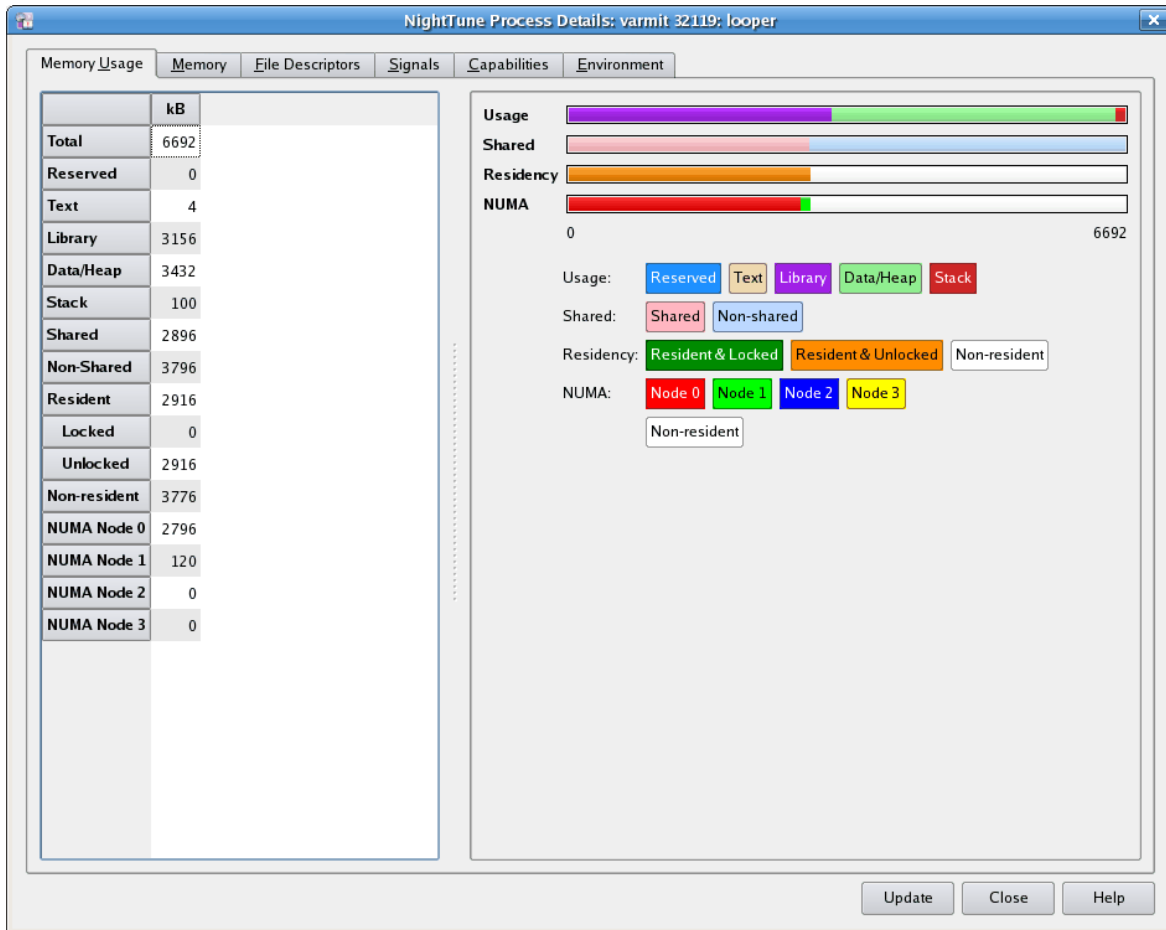 NightTune Process Details: varmit 32119: looper
Memory Usage Memory File Descriptors Signals Capabilities Environment
kB
Total 6692
Reserved 0
Text 4
Library 3156
Data/Heap 3432
Stack 100
Shared 2896
Non-Shared 3796
Resident 2916
Locked 0
Unlocked 2916
Non-resident 3776
NUMA Node 0 2796
NUMA Node 1 120
NUMA Node 2 0
NUMA Node 3 0
Usage
Shared
Residency
NUMA
0 6692
Usage: Reserved Text Library Data/Heap Stack
Shared: Shared Non-shared
Residency: Resident & Locked Resident & Unlocked Non-resident
NUMA: Node 0 Node 1 Node 2 Node 3
Non-resident
Update Close Help